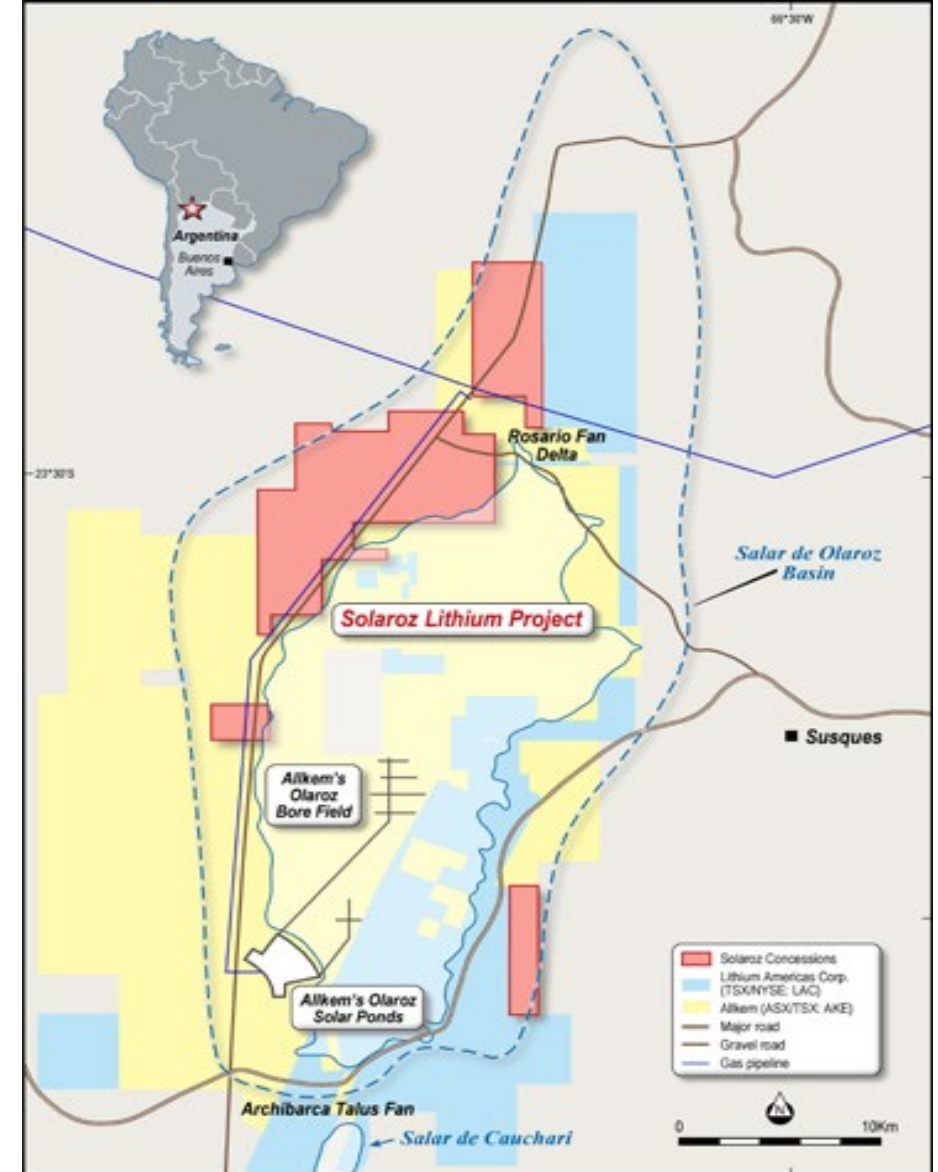 66°30'W
Argentina
Buenos
Aires
Rosario Fan
Delta
23°30'S
Salar de Olaroz
Basin
Solaroz Lithium Project
Susques
Allkem's
Olaroz
Bore Field
Allkem's Olaroz
Solar Ponds
Solaroz Concessions
Lithium Americas Corp.
(TSX/NYSE: LAC)
Allkem (ASX/TSX: AKE)
Major road
Gravel road
Gas pipeline
N
0 10Km
Archibarca Talus Fan
Salar de Cauchari